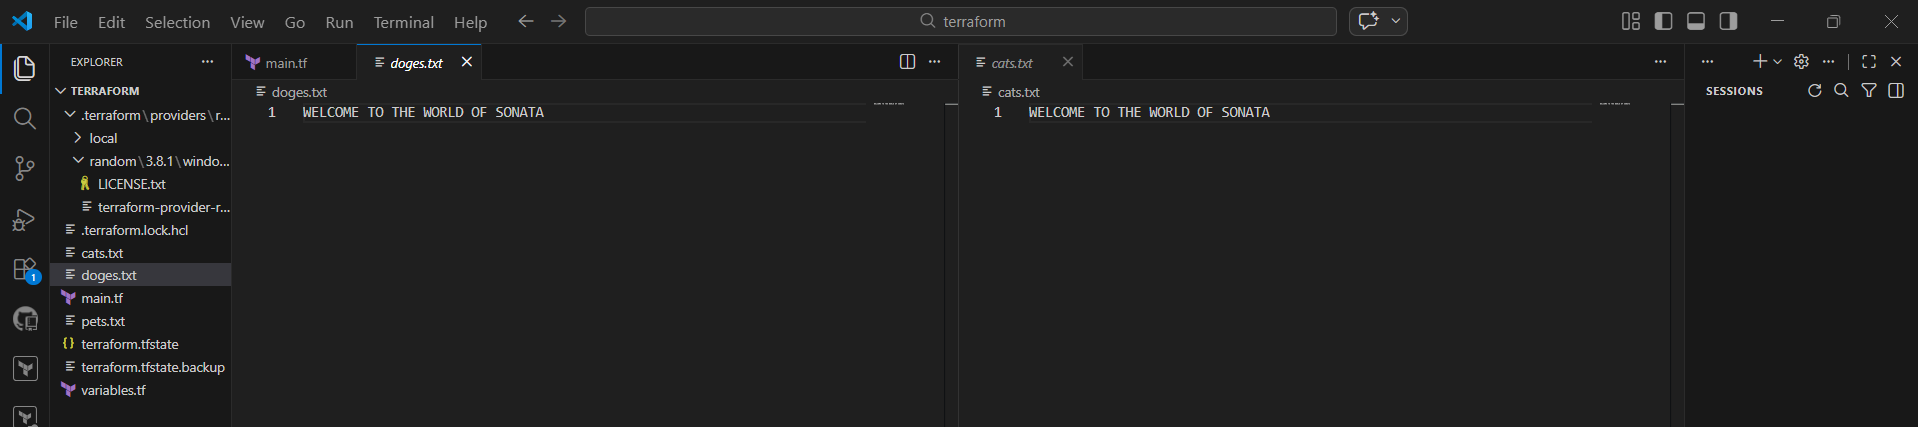 File Edit Selection View Go Run Terminal Help
terraform
EXPLORER
TERRAFORM
.terraform\providers\r...
local
random\3.8.1\windo...
LICENSE.txt
terraform-provider-r...
.terraform.lock.hcl
cats.txt
doges.txt
main.tf
pets.txt
terraform.tfstate
terraform.tfstate.backup
variables.tf
1
main.tf
doges.txt
doges.txt
1 WELCOME TO THE WORLD OF SONATA
cats.txt
cats.txt
1 WELCOME TO THE WORLD OF SONATA
SESSIONS